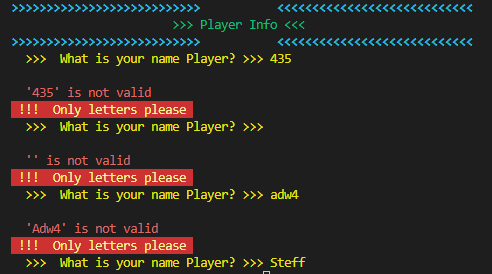 >>>>>>>>>>>>>>>>>>>>>>>>>>> <<<<<<<<<<<<<<<<<<<<<<<<<<<<
>>> Player Info <<<
>>>>>>>>>>>>>>>>>>>>>>>>>>> <<<<<<<<<<<<<<<<<<<<<<<<<<<<
>>> What is your name Player? >>> 435
'435' is not valid
!!! Only letters please
>>> What is your name Player? >>>
'' is not valid
!!! Only letters please
>>> What is your name Player? >>> adw4
'Adw4' is not valid
!!! Only letters please
>>> What is your name Player? >>> Steff